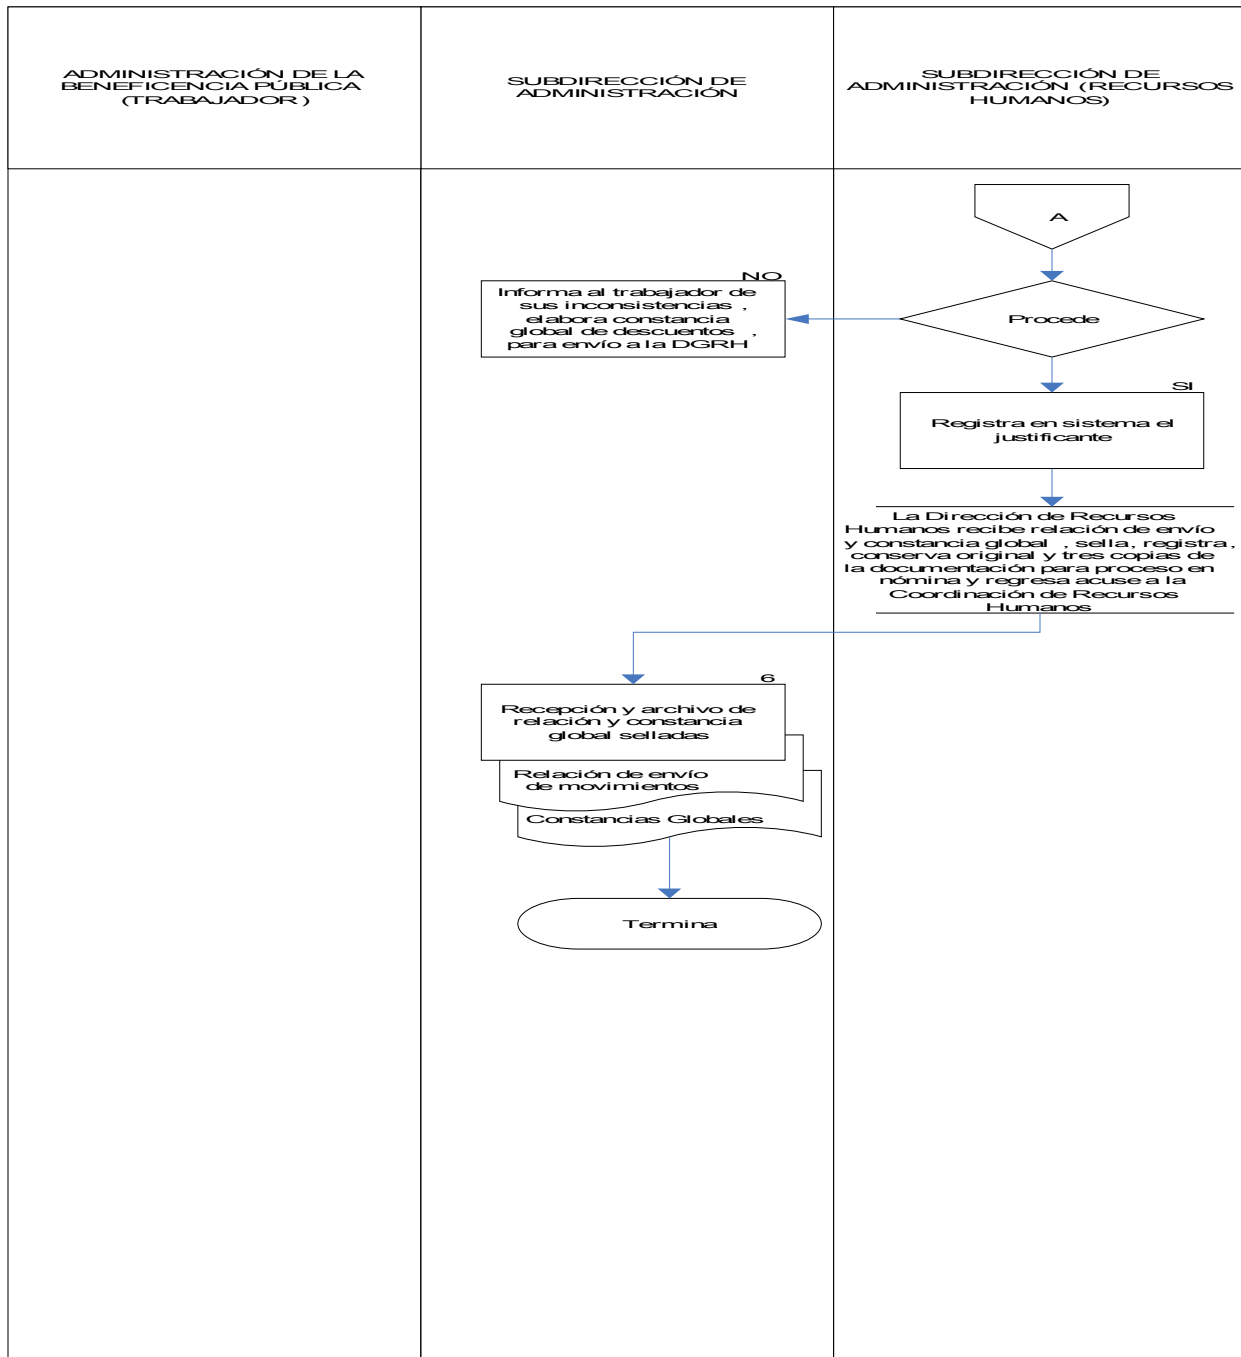 ADMINISTRACIÓN DE LA
BENEFICENCIA PÚBLICA
(TRABAJADOR )
SUBDIRECCIÓN DE
ADMINISTRACIÓN
SUBDIRECCIÓN DE
ADMINISTRACIÓN (RECURSOS
HUMANOS)
A
Procede
NO
Informa al trabajador de
sus inconsistencias ,
elabora constancia
global de descuentos ,
para envío a la DGRH
SI
Registra en sistema el
justificante
La Dirección de Recursos
Humanos recibe relación de envío
y constancia global , sella, registra,
conserva original y tres copias de
la documentación para proceso en
nómina y regresa acuse a la
Coordinación de Recursos
Humanos
6
Recepción y archivo de
relación y constancia
global selladas
Relación de envío
de movimientos
Constancias Globales
Termina